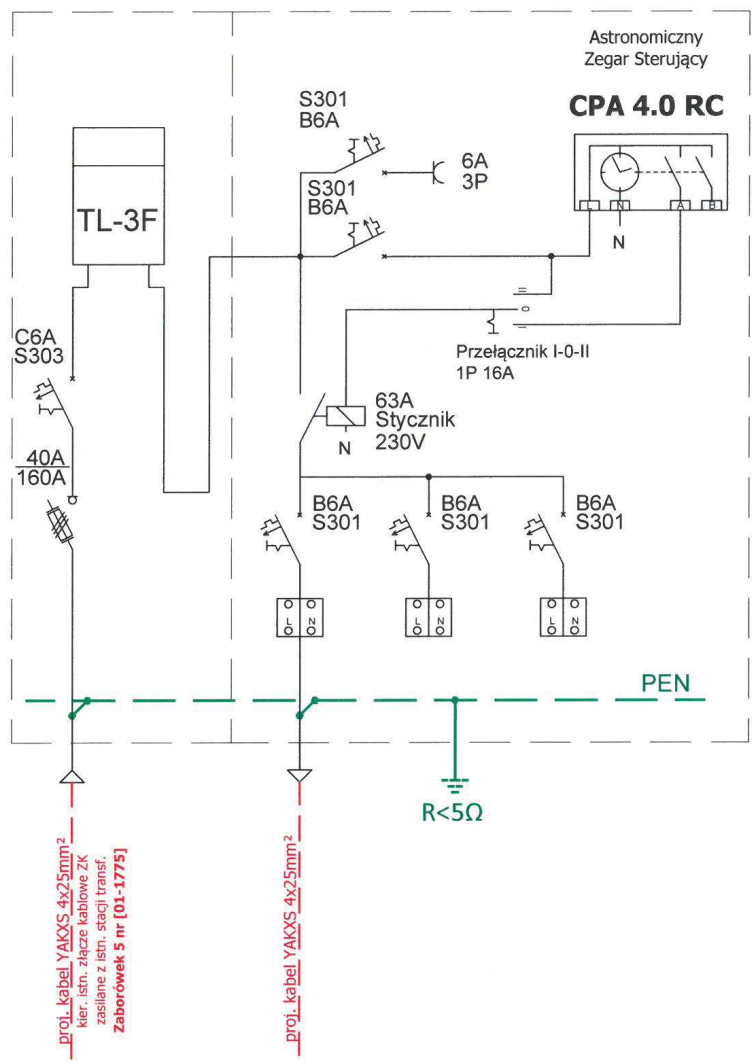 Astronomiczny
Zegar Sterujący
CPA 4.0 RC
L
N
A
B
N
S301
B6A
6A
3P
S301
B6A
TL-3F
II
0
I
Przełącznik I-0-II
1P 16A
C6A
S303
63A
Stycznik
230V
N
40A
160A
B6A
S301
B6A
S301
B6A
S301
L
N
L
N
L
N
PEN
R<5Ω
proj. kabel YAKXS 4x25mm²
kier. istn. złącze kablowe ZK
zasilane z istn. stacji transf.
Zaborówek 5 nr [01-1775]
proj. kabel YAKXS 4x25mm²